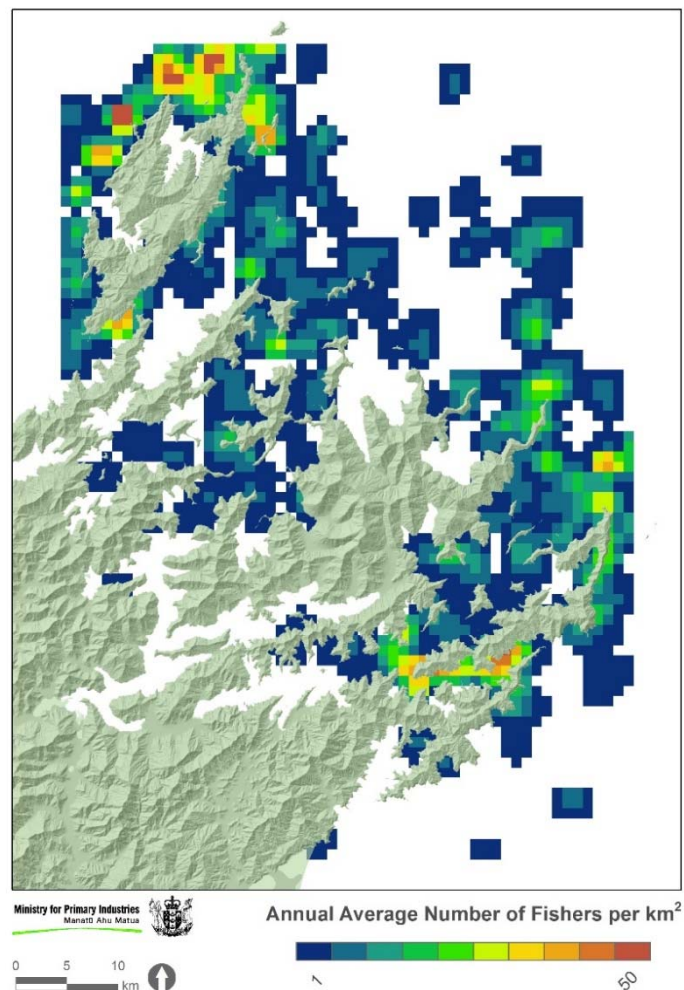 Ministry for Primary Industries
Manatū Ahu Matua
Annual Average Number of Fishers per km²
0 5 10
km
1 50